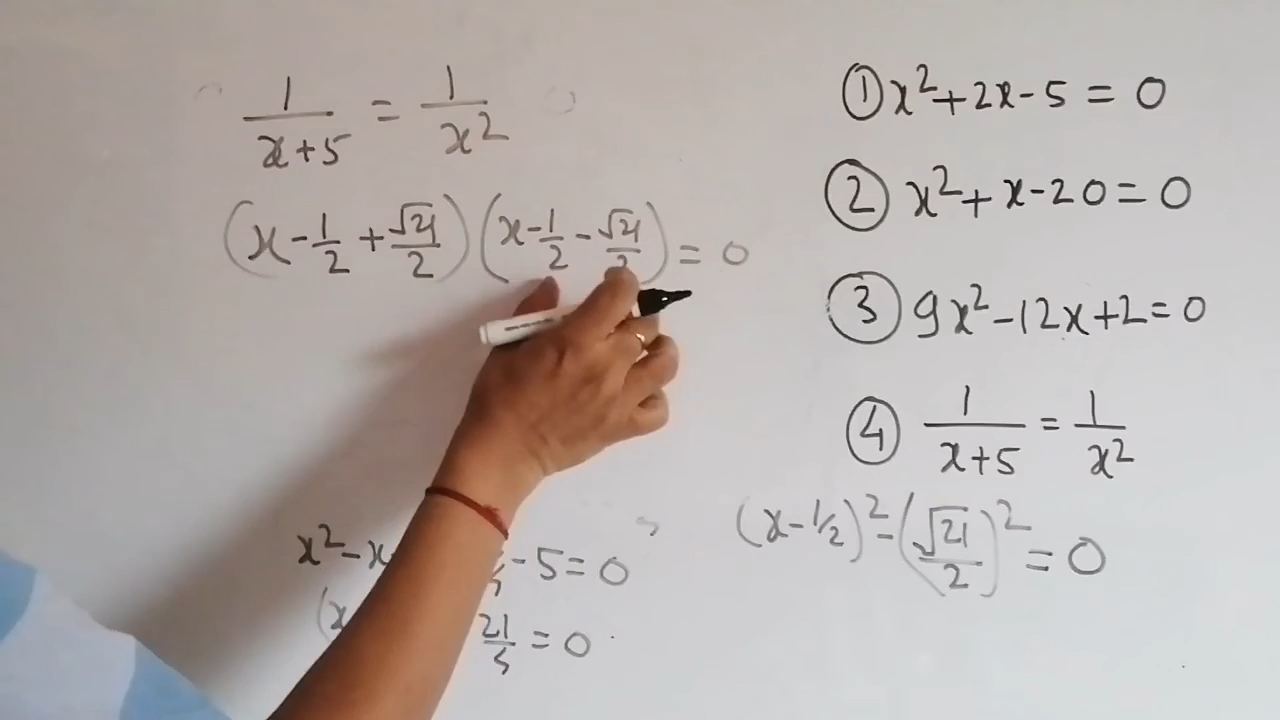 1/(x+5) = 1/x²
(x - 1/2 + √21/2) (x - 1/2 - √21/2) = 0
x² - x - 5 = 0
(x 21/5 = 0
① x² + 2x - 5 = 0
② x² + x - 20 = 0
③ 9x² - 12x + 2 = 0
④ 1/(x+5) = 1/x²
(x - 1/2)² - (√21/2)² = 0